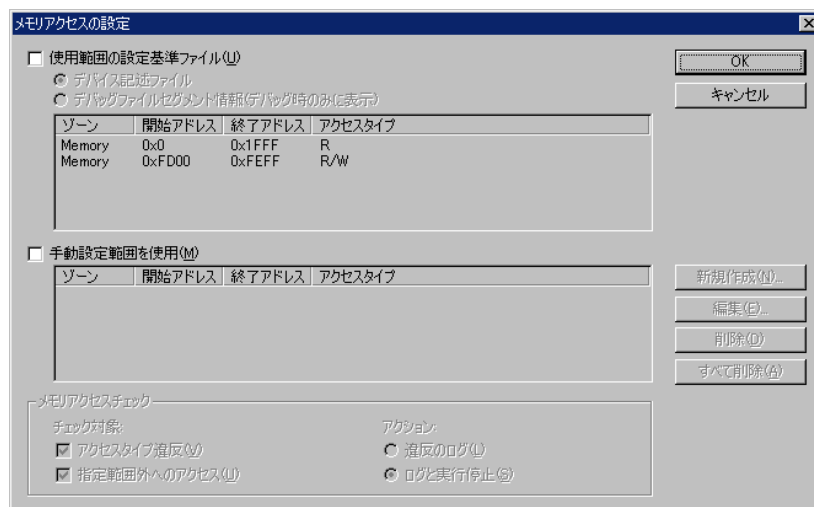 メモリアクセスの設定
使用範囲の設定基準ファイル(U)
デバイス記述ファイル
デバッグファイルセグメント情報(デバッグ時のみに表示)
ゾーン 開始アドレス 終了アドレス アクセスタイプ
Memory 0x0 0x1FFF R
Memory 0xFD00 0xFEFF R/W
OK
キャンセル
手動設定範囲を使用(M)
ゾーン 開始アドレス 終了アドレス アクセスタイプ
新規作成(N)...
編集(E)...
削除(D)
すべて削除(A)
メモリアクセスチェック
チェック対象:
アクセスタイプ違反(V)
指定範囲外へのアクセス(U)
アクション:
違反のログ(L)
ログと実行停止(S)